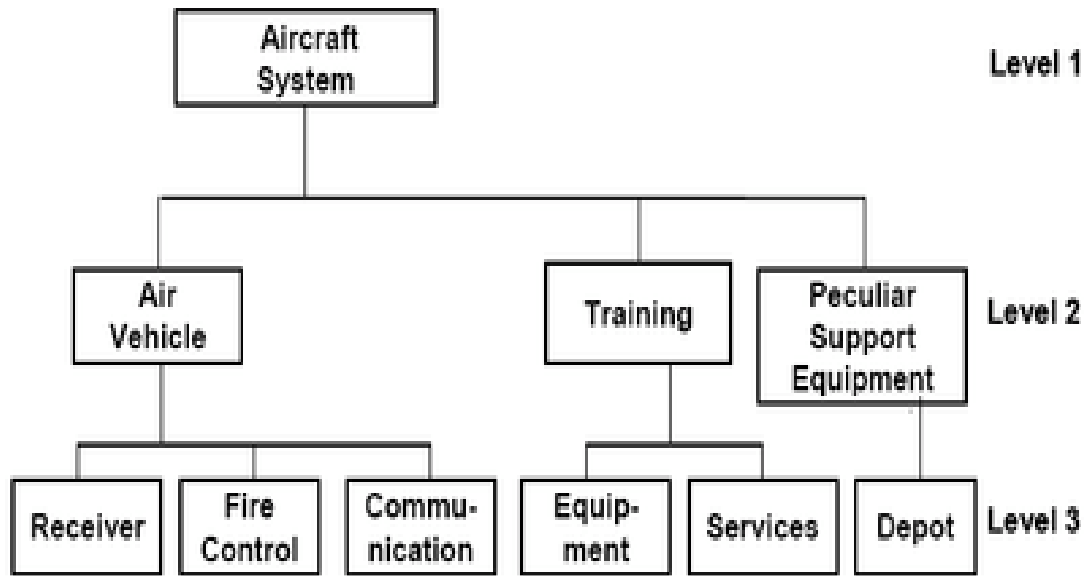 Aircraft
System
Level 1
Air
Vehicle
Training
Peculiar
Support
Equipment
Level 2
Receiver
Fire
Control
Commu-
nication
Equip-
ment
Services
Depot
Level 3